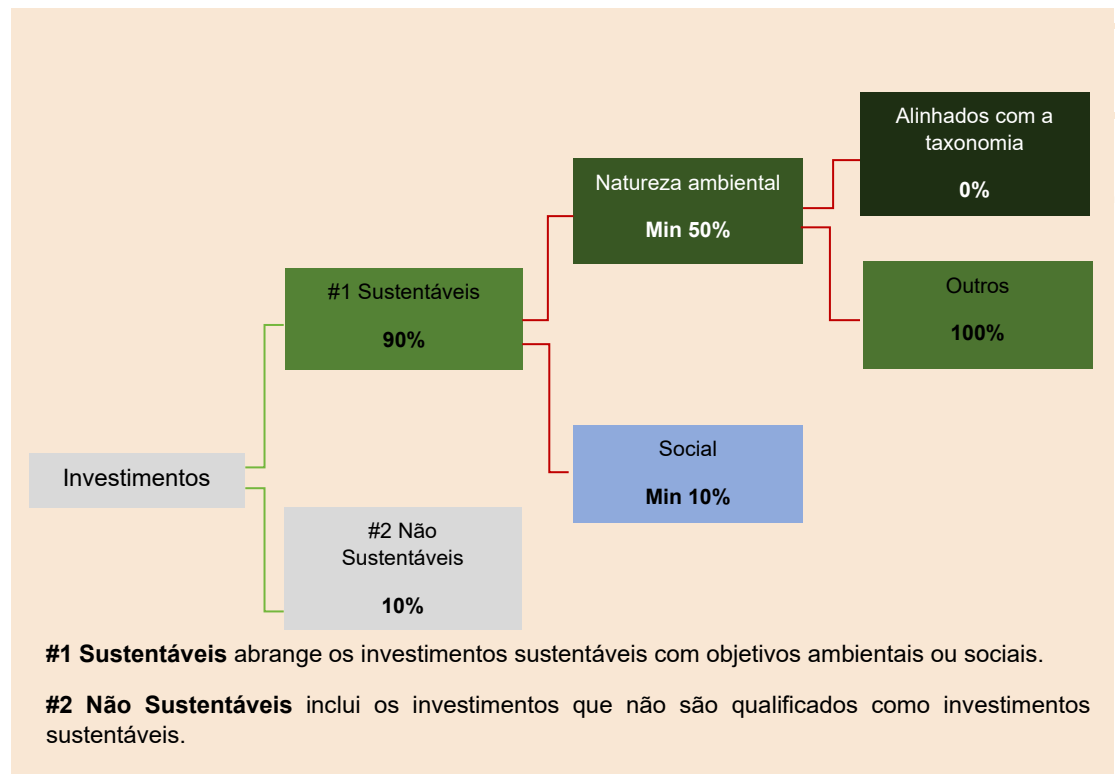 Alinhados com a
taxonomia
0%
Natureza ambiental
Min 50%
Outros
100%
#1 Sustentáveis
90%
Social
Min 10%
Investimentos
#2 Não
Sustentáveis
10%
#1 Sustentáveis abrange os investimentos sustentáveis com objetivos ambientais ou sociais.
#2 Não Sustentáveis inclui os investimentos que não são qualificados como investimentos
sustentáveis.